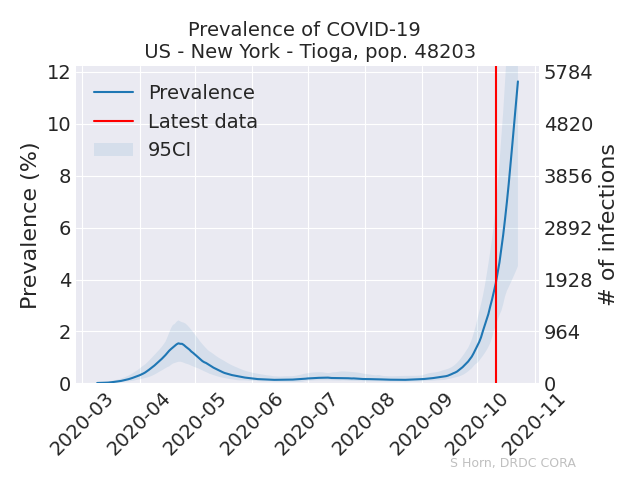 Prevalence of COVID-19
US - New York - Tioga, pop. 48203
Prevalence
Latest data
95CI
Prevalence (%)
12
10
8
6
4
2
0
5784
4820
3856
2892
1928
964
0
# of infections
2020-03
2020-04
2020-05
2020-06
2020-07
2020-08
2020-09
2020-10
2020-11
S Horn, DRDC CORA